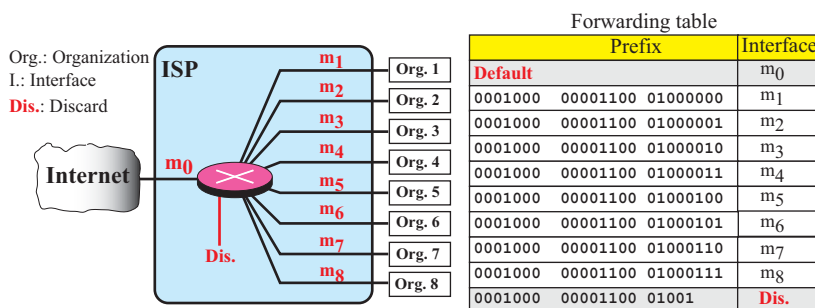 Org.: Organization
I.: Interface
Dis.: Discard
ISP
Internet
m0
Dis.
m1
Org. 1
m2
Org. 2
m3
Org. 3
m4
Org. 4
m5
Org. 5
m6
Org. 6
m7
Org. 7
m8
Org. 8
Forwarding table
Prefix Interface
Default m0
0001000 00001100 01000000 m1
0001000 00001100 01000001 m2
0001000 00001100 01000010 m3
0001000 00001100 01000011 m4
0001000 00001100 01000100 m5
0001000 00001100 01000101 m6
0001000 00001100 01000110 m7
0001000 00001100 01000111 m8
0001000 00001100 01001 Dis.